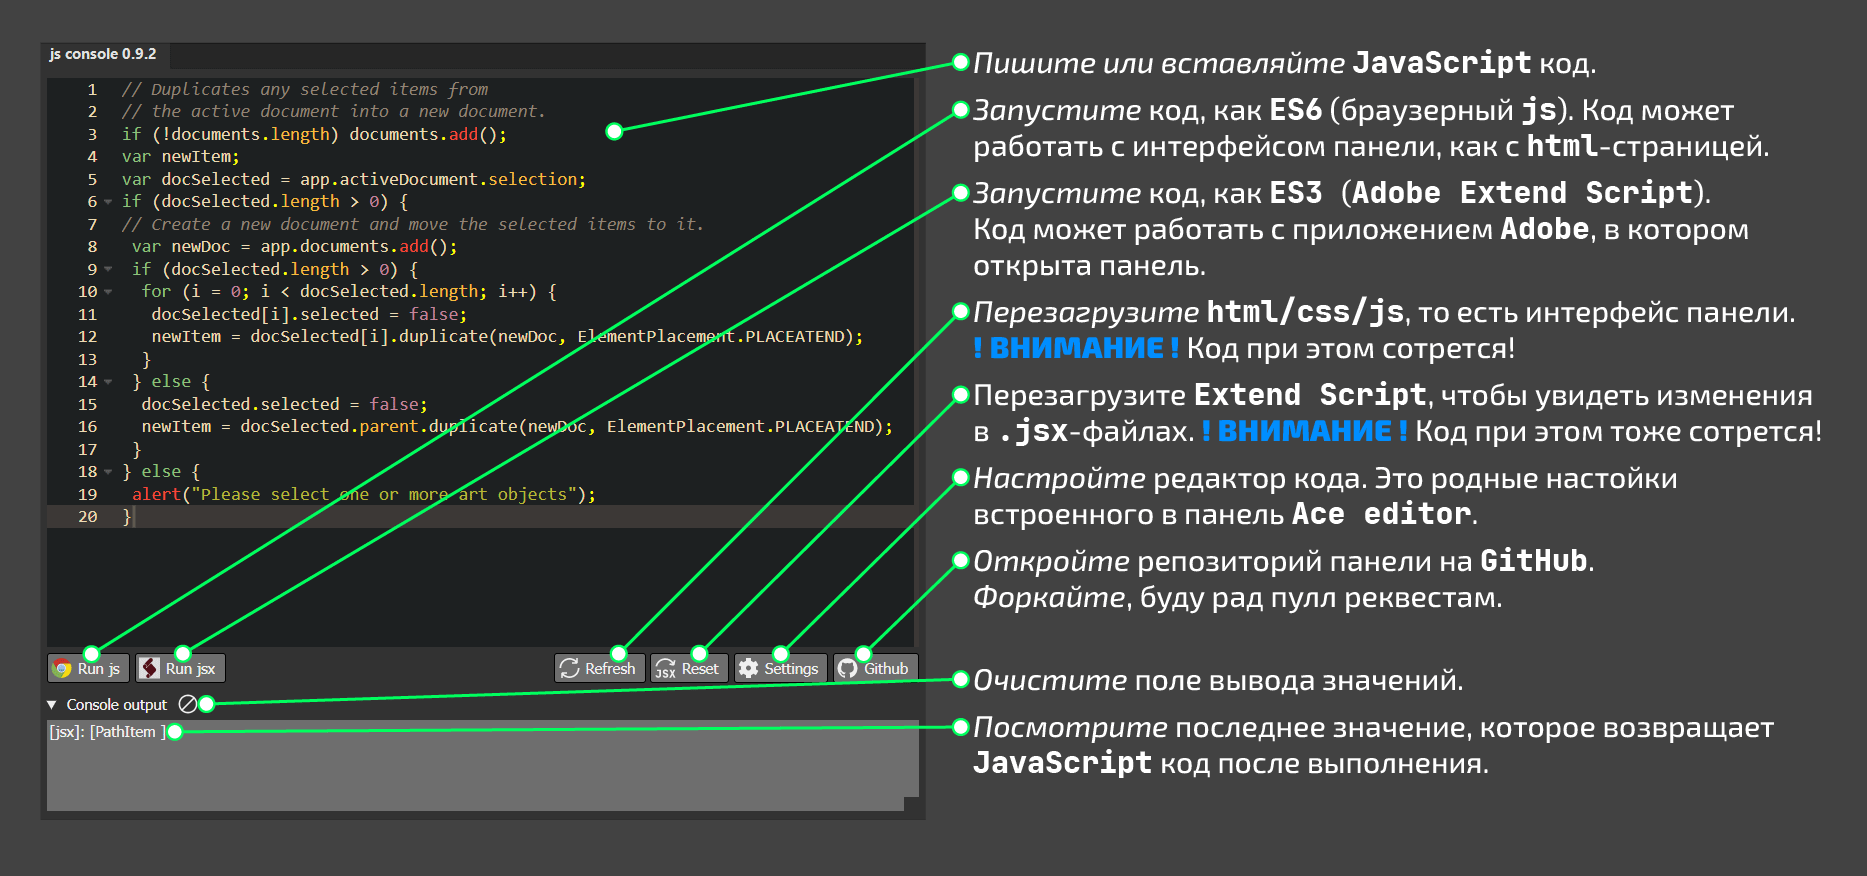 js console 0.9.2
1 // Duplicates any selected items from
2 // the active document into a new document.
3 if (!documents.length) documents.add();
4 var newItem;
5 var docSelected = app.activeDocument.selection;
6 if (docSelected.length > 0) {
7 // Create a new document and move the selected items to it.
8 var newDoc = app.documents.add();
9 if (docSelected.length > 0) {
10 for (i = 0; i < docSelected.length; i++) {
11 docSelected[i].selected = false;
12 newItem = docSelected[i].duplicate(newDoc, ElementPlacement.PLACEATEND);
13 }
14 } else {
15 docSelected.selected = false;
16 newItem = docSelected.parent.duplicate(newDoc, ElementPlacement.PLACEATEND);
17 }
18 } else {
19 alert("Please select one or more art objects");
20 }
Run js Run jsx Refresh JSX Reset Settings Github
Console output
[jsx]: [PathItem ]
Пишите или вставляйте JavaScript код.
Запустите код, как ES6 (браузерный js). Код может
работать с интерфейсом панели, как с html-страницей.
Запустите код, как ES3 (Adobe Extend Script).
Код может работать с приложением Adobe, в котором
открыта панель.
Перезагрузите html/css/js, то есть интерфейс панели.
! ВНИМАНИЕ ! Код при этом сотрется!
Перезагрузите Extend Script, чтобы увидеть изменения
в .jsx-файлах. ! ВНИМАНИЕ ! Код при этом тоже сотрется!
Настройте редактор кода. Это родные настойки
встроенного в панель Ace editor.
Откройте репозиторий панели на GitHub.
Форкайте, буду рад пулл реквестам.
Очистите поле вывода значений.
Посмотрите последнее значение, которое возвращает
JavaScript код после выполнения.